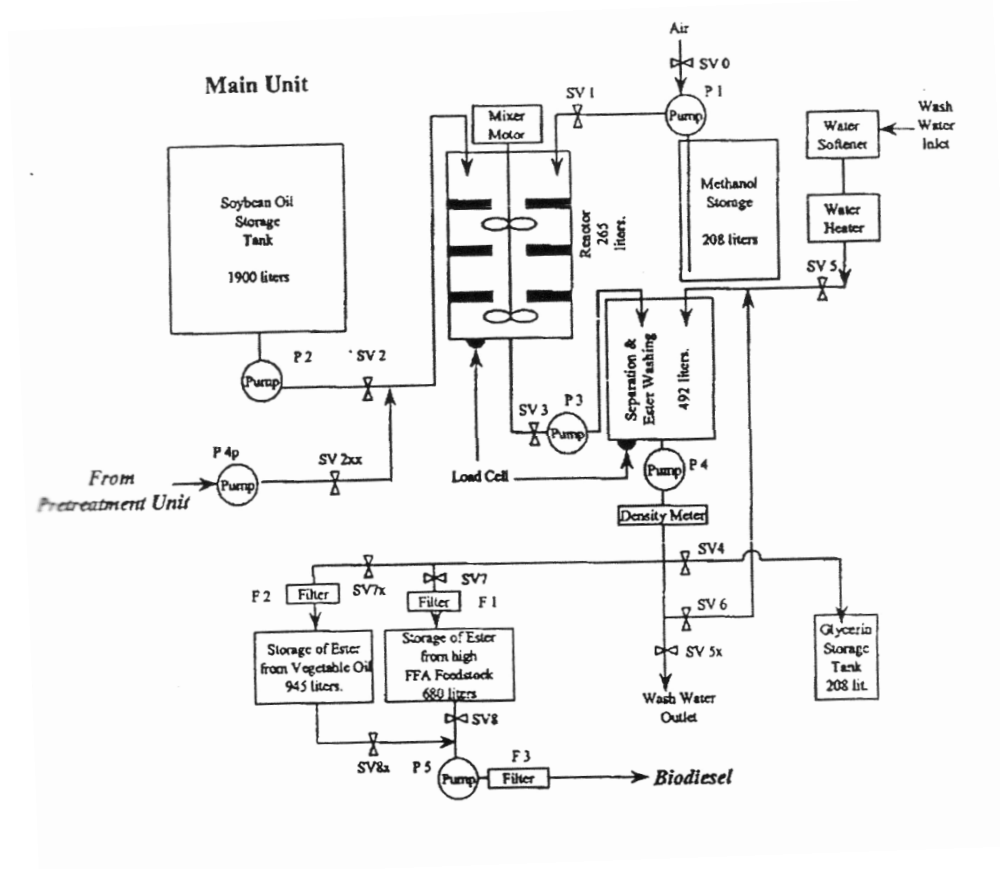 Air
SV 0
Main Unit
P 1
SV 1
Pump
Mixer
Motor
Wash
Water
Inlet
Water
Softener
Soybean Oil
Storage
Tank
1900 liters
Methanol
Storage
208 liters
Reactor
265
liters.
Water
Heater
SV 5
P 2
SV 2
Pump
Separation &
Ester Washing
492 liters.
P 3
SV 3
Pump
P 4p
SV 2xx
Pump
From
Pretreatment Unit
Load Cell
Pump
P 4
Density Meter
SV4
SV7x
SV7
F 2
Filter
Filter
F 1
SV 6
Storage of Ester
from Vegetable Oil
945 liters.
Storage of Ester
from high
FFA Feedstock
680 liters
SV 5x
Glycerin
Storage
Tank
208 lit.
Wash Water
Outlet
SV8
SV8x
P 5
Pump
F 3
Filter
Biodiesel